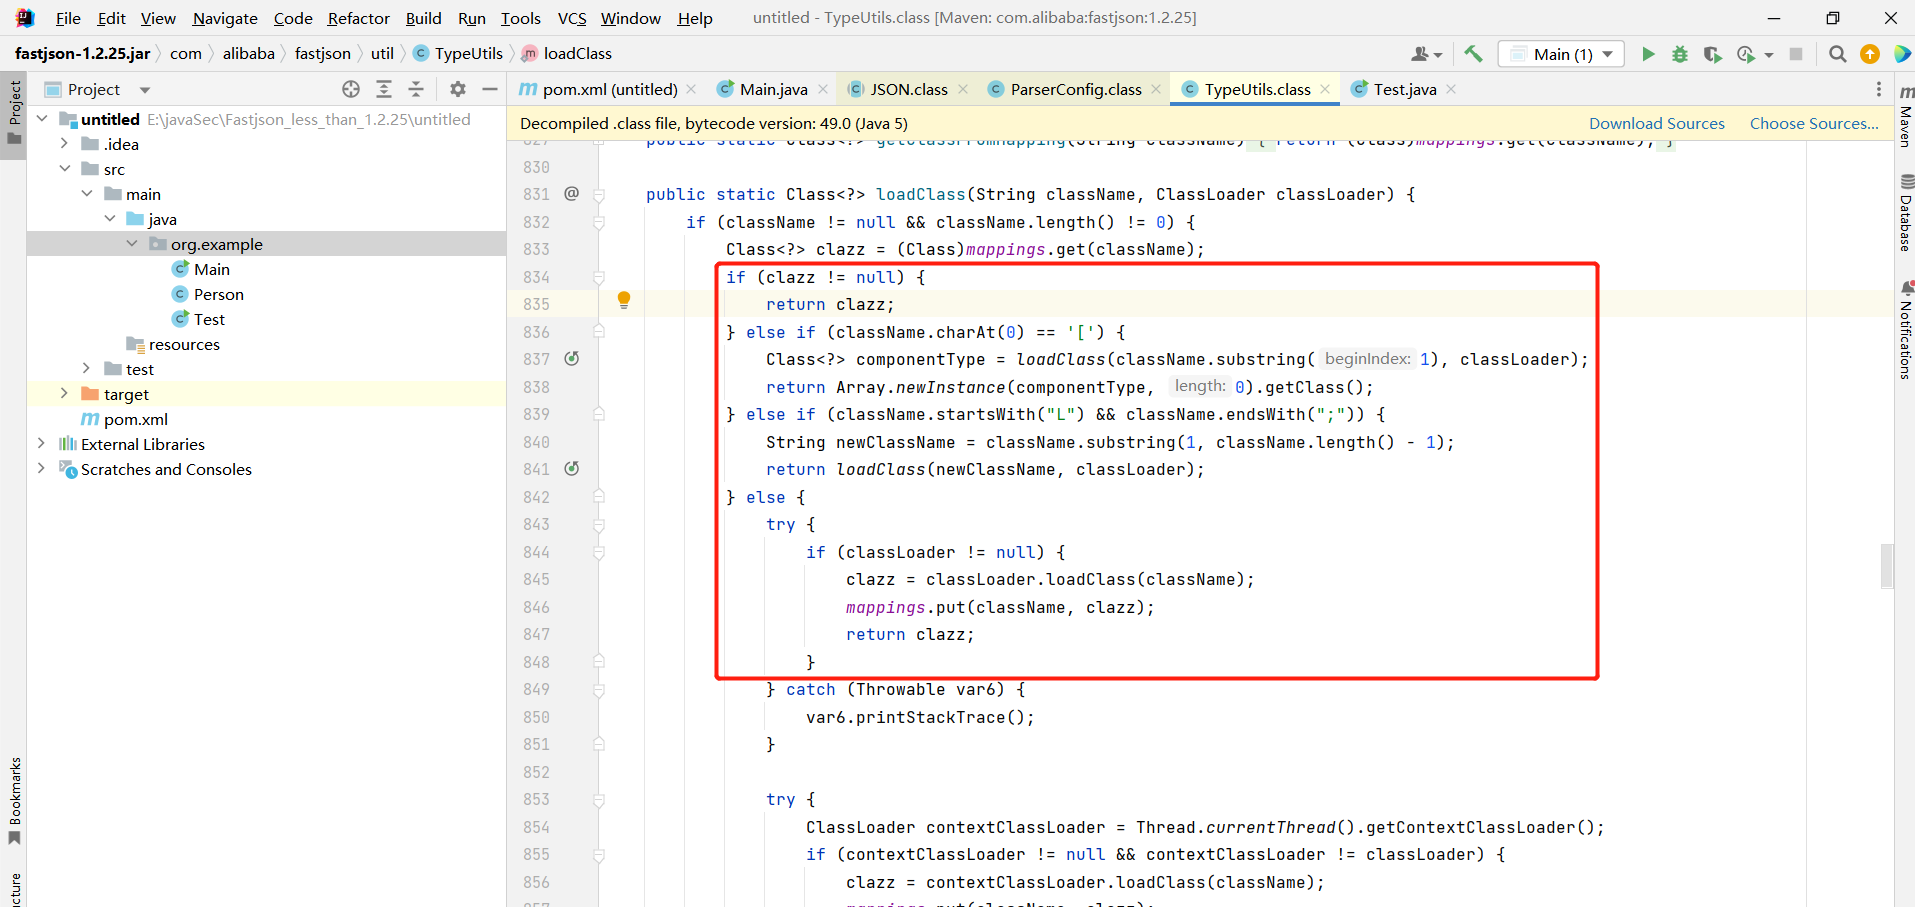 File Edit View Navigate Code Refactor Build Run Tools VCS Window Help untitled - TypeUtils.class [Maven: com.alibaba:fastjson:1.2.25]
fastjson-1.2.25.jar com alibaba fastjson util TypeUtils loadClass Main (1)
Project
pom.xml (untitled) Main.java JSON.class ParserConfig.class TypeUtils.class Test.java
Decompiled .class file, bytecode version: 49.0 (Java 5) Download Sources Choose Sources...
Project
untitled E:\javaSec\Fastjson_less_than_1.2.25\untitled
.idea
src
main
java
org.example
Main
Person
Test
resources
test
target
pom.xml
External Libraries
Scratches and Consoles
Bookmarks
Maven
Database
Notifications
830
831 @ public static Class<?> loadClass(String className, ClassLoader classLoader) {
832 if (className != null && className.length() != 0) {
833 Class<?> clazz = (Class)mappings.get(className);
834 if (clazz != null) {
835 return clazz;
836 } else if (className.charAt(0) == '[') {
837 Class<?> componentType = loadClass(className.substring( beginIndex: 1), classLoader);
838 return Array.newInstance(componentType, length: 0).getClass();
839 } else if (className.startsWith("L") && className.endsWith(";")) {
840 String newClassName = className.substring(1, className.length() - 1);
841 return loadClass(newClassName, classLoader);
842 } else {
843 try {
844 if (classLoader != null) {
845 clazz = classLoader.loadClass(className);
846 mappings.put(className, clazz);
847 return clazz;
848 }
849 } catch (Throwable var6) {
850 var6.printStackTrace();
851 }
852
853 try {
854 ClassLoader contextClassLoader = Thread.currentThread().getContextClassLoader();
855 if (contextClassLoader != null && contextClassLoader != classLoader) {
856 clazz = contextClassLoader.loadClass(className);